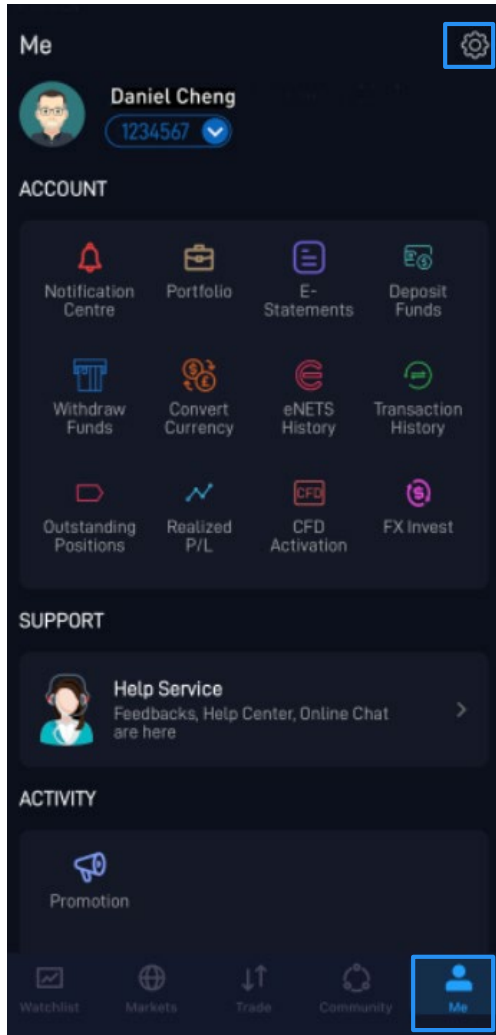 Me
Daniel Cheng
1234567
ACCOUNT
Notification
Centre
Portfolio
E-
Statements
Deposit
Funds
Withdraw
Funds
Convert
Currency
eNETS
History
Transaction
History
Outstanding
Positions
Realized
P/L
CFD
CFD
Activation
FX Invest
SUPPORT
Help Service
Feedbacks, Help Center, Online Chat
are here
ACTIVITY
Promotion
Watchlist
Markets
Trade
Community
Me